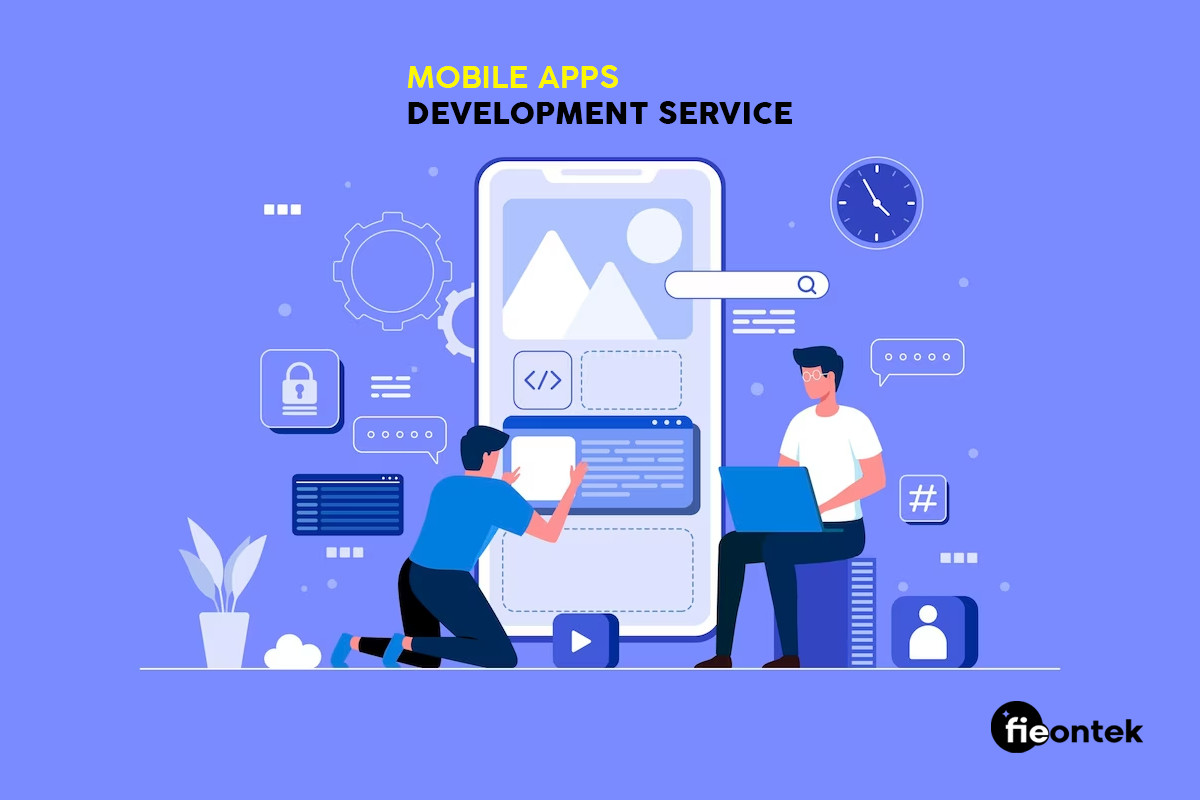 MOBILE APPS
DEVELOPMENT SERVICE
</>
#
fieontek